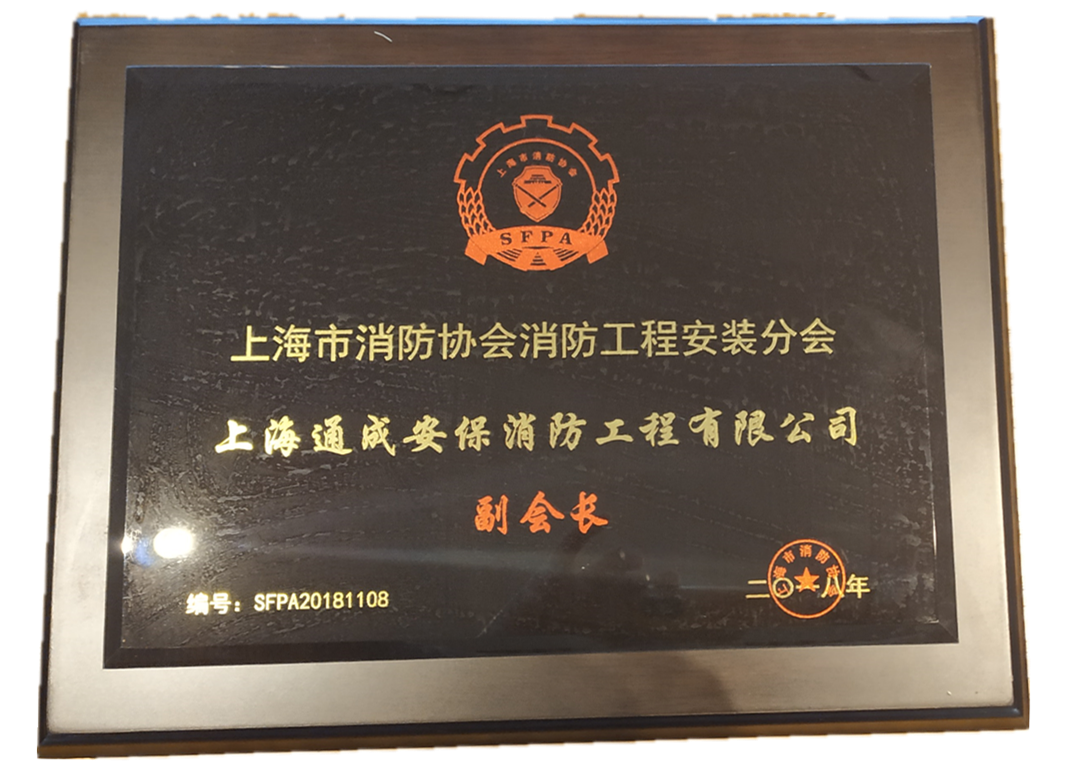 上海市消防协会
SFPA
上海市消防协会消防工程安装分会
上海通成安保消防工程有限公司
副会长
编号：SFPA20181108
二〇一八年
上海市消防协会